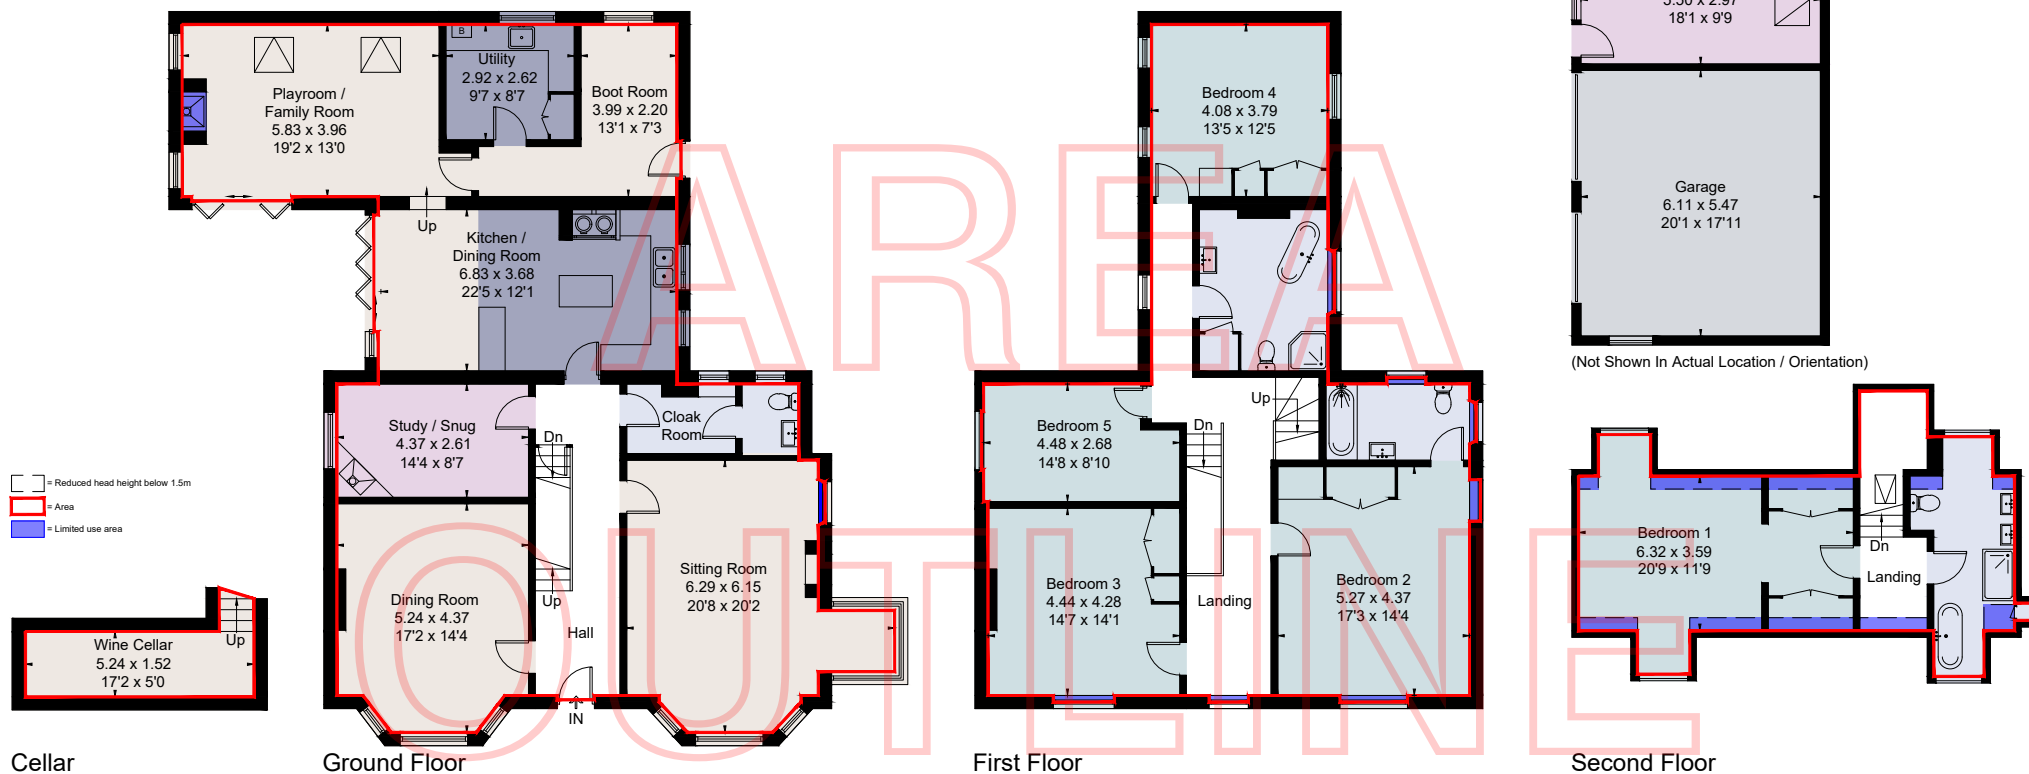 Playroom /
Family Room
5.83 x 3.96
19'2 x 13'0
B
Utility
2.92 x 2.62
9'7 x 8'7
Boot Room
3.99 x 2.20
13'1 x 7'3
Up
Kitchen /
Dining Room
6.83 x 3.68
22'5 x 12'1
Study / Snug
4.37 x 2.61
14'4 x 8'7
Dn
Cloak
Room
Dining Room
5.24 x 4.37
17'2 x 14'4
Up
Hall
Sitting Room
6.29 x 6.15
20'8 x 20'2
IN
Ground Floor
= Reduced head height below 1.5m
= Area
= Limited use area
Wine Cellar
5.24 x 1.52
17'2 x 5'0
Up
Cellar
Bedroom 4
4.08 x 3.79
13'5 x 12'5
Up
Dn
Bedroom 5
4.48 x 2.68
14'8 x 8'10
Bedroom 3
4.44 x 4.28
14'7 x 14'1
Landing
Bedroom 2
5.27 x 4.37
17'3 x 14'4
First Floor
5.50 x 2.97
18'1 x 9'9
Garage
6.11 x 5.47
20'1 x 17'11
(Not Shown In Actual Location / Orientation)
Bedroom 1
6.32 x 3.59
20'9 x 11'9
Dn
Landing
Second Floor
AREA
OUTLINE